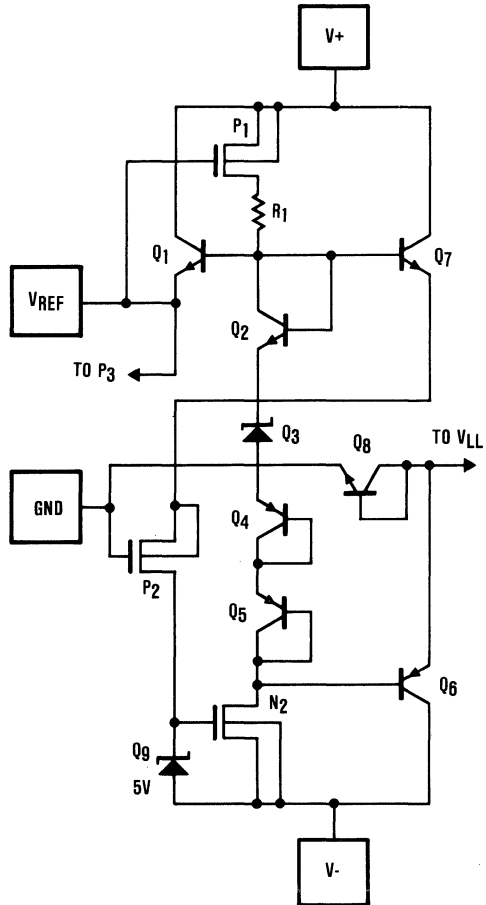 V+
P1
R1
Q1
Q7
VREF
Q2
TO P3
Q3
Q8
TO VLL
GND
Q4
P2
Q5
Q6
N2
Q9
5V
V-